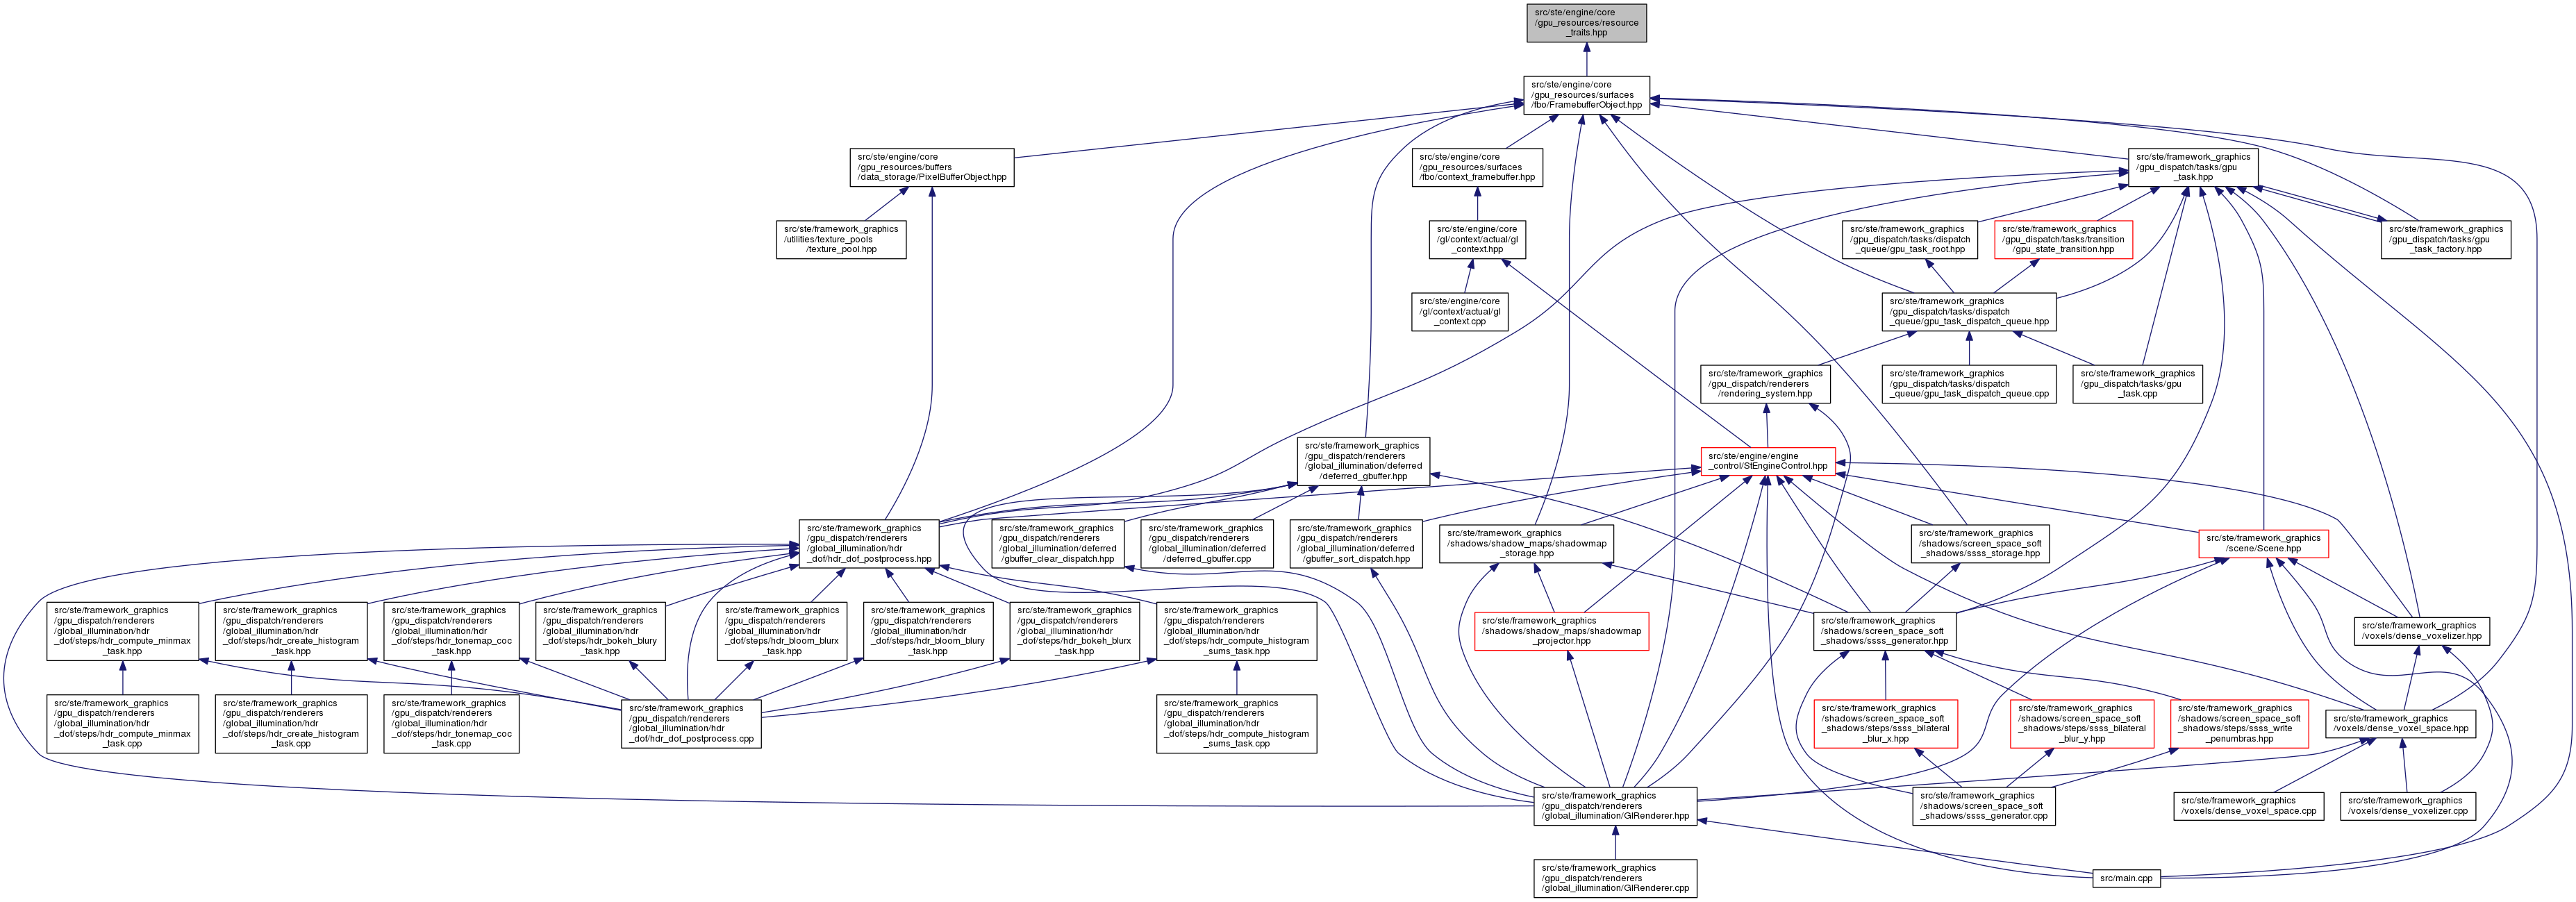 src/ste/engine/core
/gpu_resources/resource
_traits.hpp
src/ste/engine/core
/gpu_resources/surfaces
/fbo/FramebufferObject.hpp
src/ste/engine/core
/gpu_resources/buffers
/data_storage/PixelBufferObject.hpp
src/ste/engine/core
/gpu_resources/surfaces
/fbo/context_framebuffer.hpp
src/ste/framework_graphics
/gpu_dispatch/tasks/gpu
_task.hpp
src/ste/framework_graphics
/utilities/texture_pools
/texture_pool.hpp
src/ste/engine/core
/gl/context/actual/gl
_context.hpp
src/ste/framework_graphics
/gpu_dispatch/tasks/dispatch
_queue/gpu_task_root.hpp
src/ste/framework_graphics
/gpu_dispatch/tasks/transition
/gpu_state_transition.hpp
src/ste/framework_graphics
/gpu_dispatch/tasks/gpu
_task_factory.hpp
src/ste/engine/core
/gl/context/actual/gl
_context.cpp
src/ste/framework_graphics
/gpu_dispatch/tasks/dispatch
_queue/gpu_task_dispatch_queue.hpp
src/ste/framework_graphics
/gpu_dispatch/renderers
/rendering_system.hpp
src/ste/framework_graphics
/gpu_dispatch/tasks/dispatch
_queue/gpu_task_dispatch_queue.cpp
src/ste/framework_graphics
/gpu_dispatch/tasks/gpu
_task.cpp
src/ste/framework_graphics
/gpu_dispatch/renderers
/global_illumination/deferred
/deferred_gbuffer.hpp
src/ste/engine/engine
_control/StEngineControl.hpp
src/ste/framework_graphics
/gpu_dispatch/renderers
/global_illumination/hdr
_dof/hdr_dof_postprocess.hpp
src/ste/framework_graphics
/gpu_dispatch/renderers
/global_illumination/deferred
/gbuffer_clear_dispatch.hpp
src/ste/framework_graphics
/gpu_dispatch/renderers
/global_illumination/deferred
/deferred_gbuffer.cpp
src/ste/framework_graphics
/gpu_dispatch/renderers
/global_illumination/deferred
/gbuffer_sort_dispatch.hpp
src/ste/framework_graphics
/shadows/shadow_maps/shadowmap
_storage.hpp
src/ste/framework_graphics
/shadows/screen_space_soft
_shadows/ssss_storage.hpp
src/ste/framework_graphics
/scene/Scene.hpp
src/ste/framework_graphics
/gpu_dispatch/renderers
/global_illumination/hdr
_dof/steps/hdr_compute_minmax
_task.hpp
src/ste/framework_graphics
/gpu_dispatch/renderers
/global_illumination/hdr
_dof/steps/hdr_create_histogram
_task.hpp
src/ste/framework_graphics
/gpu_dispatch/renderers
/global_illumination/hdr
_dof/steps/hdr_tonemap_coc
_task.hpp
src/ste/framework_graphics
/gpu_dispatch/renderers
/global_illumination/hdr
_dof/steps/hdr_bokeh_blury
_task.hpp
src/ste/framework_graphics
/gpu_dispatch/renderers
/global_illumination/hdr
_dof/steps/hdr_bloom_blurx
_task.hpp
src/ste/framework_graphics
/gpu_dispatch/renderers
/global_illumination/hdr
_dof/steps/hdr_bloom_blury
_task.hpp
src/ste/framework_graphics
/gpu_dispatch/renderers
/global_illumination/hdr
_dof/steps/hdr_bokeh_blurx
_task.hpp
src/ste/framework_graphics
/gpu_dispatch/renderers
/global_illumination/hdr
_dof/steps/hdr_compute_histogram
_sums_task.hpp
src/ste/framework_graphics
/shadows/shadow_maps/shadowmap
_projector.hpp
src/ste/framework_graphics
/shadows/screen_space_soft
_shadows/ssss_generator.hpp
src/ste/framework_graphics
/voxels/dense_voxelizer.hpp
src/ste/framework_graphics
/gpu_dispatch/renderers
/global_illumination/hdr
_dof/steps/hdr_compute_minmax
_task.cpp
src/ste/framework_graphics
/gpu_dispatch/renderers
/global_illumination/hdr
_dof/steps/hdr_create_histogram
_task.cpp
src/ste/framework_graphics
/gpu_dispatch/renderers
/global_illumination/hdr
_dof/steps/hdr_tonemap_coc
_task.cpp
src/ste/framework_graphics
/gpu_dispatch/renderers
/global_illumination/hdr
_dof/hdr_dof_postprocess.cpp
src/ste/framework_graphics
/gpu_dispatch/renderers
/global_illumination/hdr
_dof/steps/hdr_compute_histogram
_sums_task.cpp
src/ste/framework_graphics
/shadows/screen_space_soft
_shadows/steps/ssss_bilateral
_blur_x.hpp
src/ste/framework_graphics
/shadows/screen_space_soft
_shadows/steps/ssss_bilateral
_blur_y.hpp
src/ste/framework_graphics
/shadows/screen_space_soft
_shadows/steps/ssss_write
_penumbras.hpp
src/ste/framework_graphics
/voxels/dense_voxel_space.hpp
src/ste/framework_graphics
/gpu_dispatch/renderers
/global_illumination/GIRenderer.hpp
src/ste/framework_graphics
/shadows/screen_space_soft
_shadows/ssss_generator.cpp
src/ste/framework_graphics
/voxels/dense_voxel_space.cpp
src/ste/framework_graphics
/voxels/dense_voxelizer.cpp
src/ste/framework_graphics
/gpu_dispatch/renderers
/global_illumination/GIRenderer.cpp
src/main.cpp